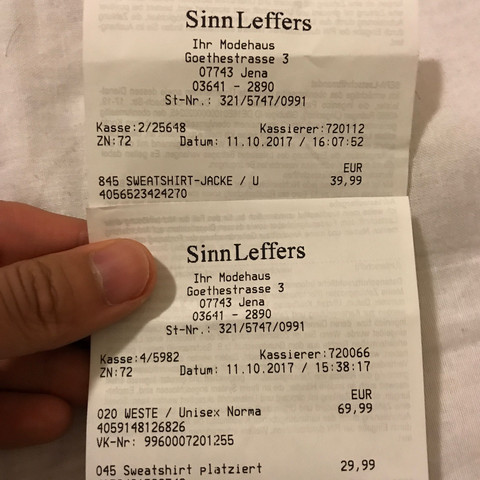 SinnLeffers
Ihr Modehaus
Goethestrasse 3
07743 Jena
03641 - 2890
St-Nr.: 321/5747/0991
Kasse:2/25648 Kassierer:720112
ZN:72 Datum: 11.10.2017 / 16:07:52
EUR
845 SWEATSHIRT-JACKE / U 39,99
4056523424270
SinnLeffers
Ihr Modehaus
Goethestrasse 3
07743 Jena
03641 - 2890
St-Nr.: 321/5747/0991
Kasse:4/5982 Kassierer:720066
ZN:72 Datum: 11.10.2017 / 15:38:17
EUR
020 WESTE / Unisex Norma 69,99
4059148126826
VK-Nr: 9960007201255
045 Sweatshirt platziert 29,99